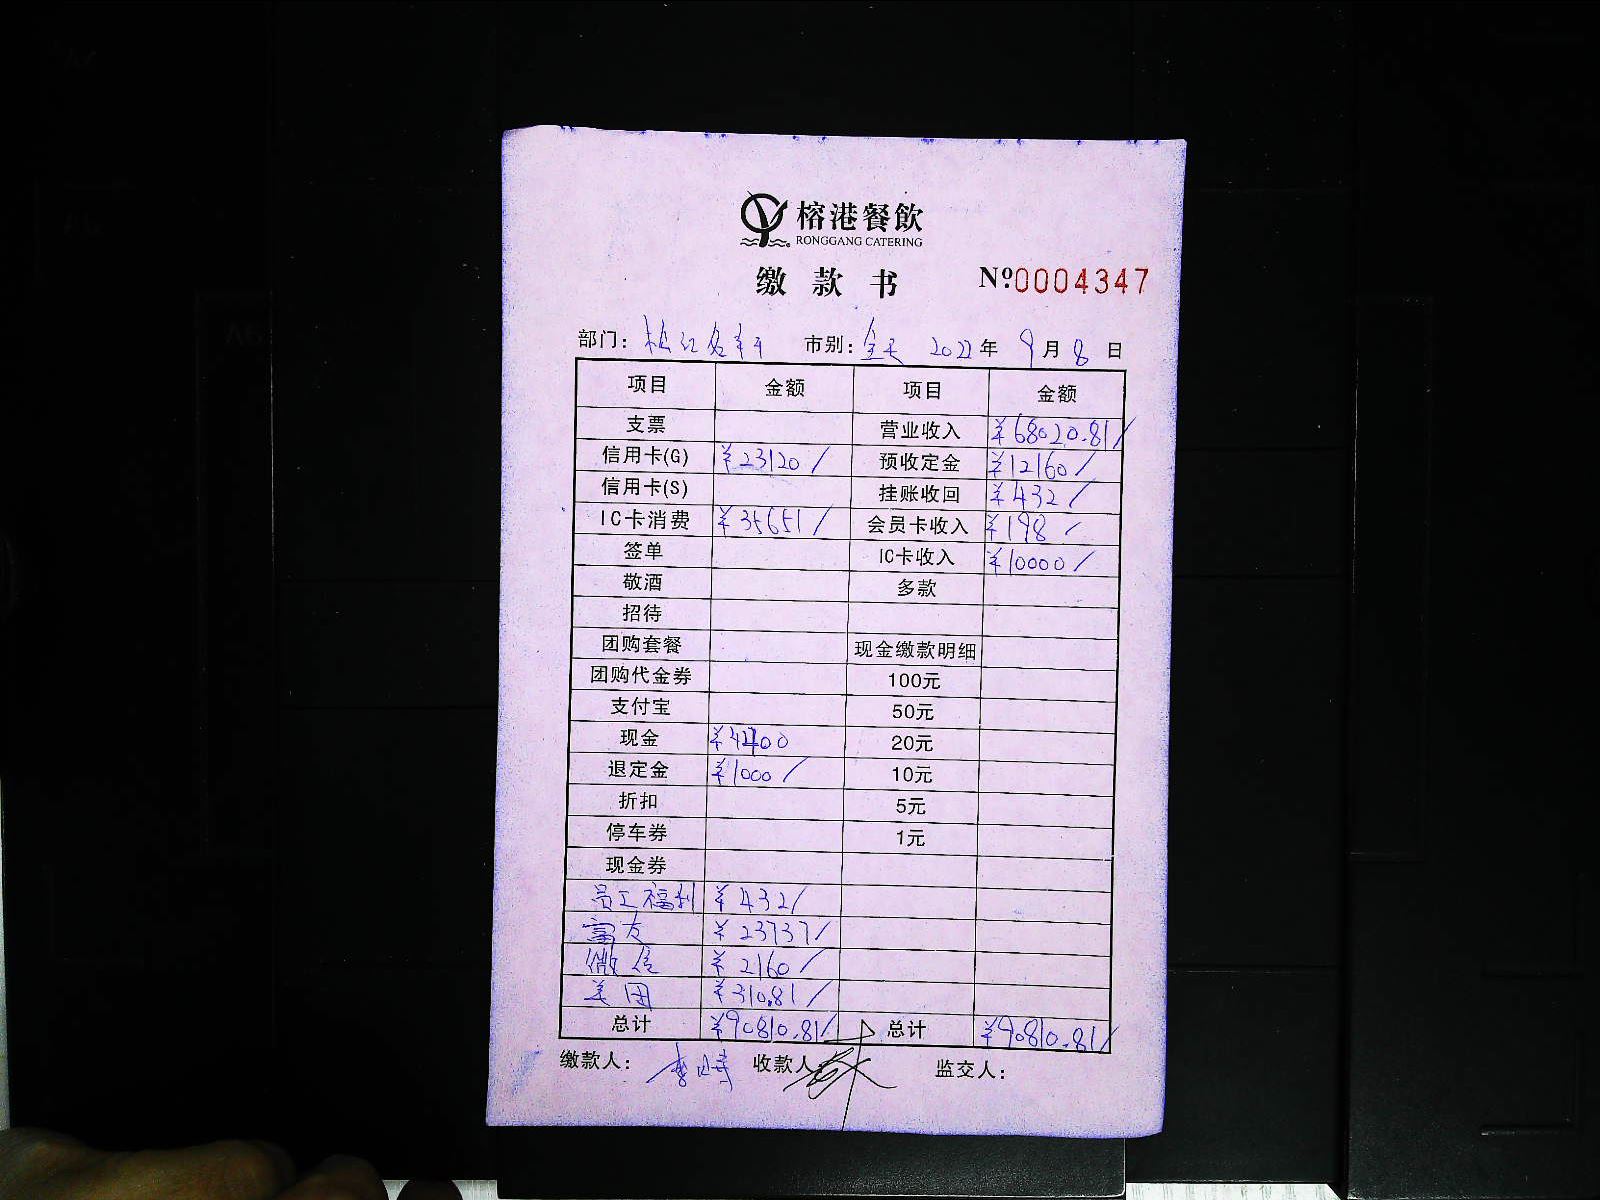 榕港餐飲
RONGGANG CATERING
缴款书 №0004347
部门: 松江名轩 市别: 全天 2022年 9月 8日
项目 金额 项目 金额
支票 营业收入 ¥68020.81/
信用卡(G) ¥23120/ 预收定金 ¥12160/
信用卡(S) 挂账收回 ¥432/
IC卡消费 ¥35651/ 会员卡收入 ¥198/
签单 IC卡收入 ¥10000/
敬酒 多款
招待
团购套餐 现金缴款明细
团购代金券 100元
支付宝 50元
现金 ¥4400 20元
退定金 ¥1000/ 10元
折扣 5元
停车券 1元
现金券
员工福利 ¥432/
富友 ¥23737/
微信 ¥2160/
美团 ¥310.81/
总计 ¥90810.81/ 总计 ¥90810.81/
缴款人: 收款人 监交人: